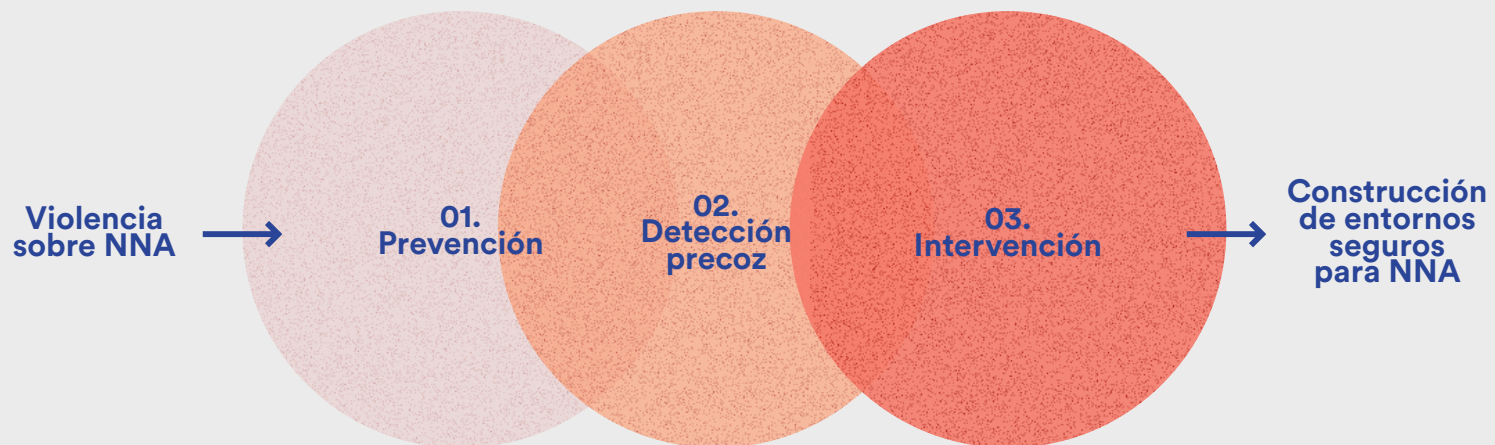 Violencia
sobre NNA
01.
Prevención
02.
Detección
precoz
03.
Intervención
Construcción
de entornos
seguros
para NNA